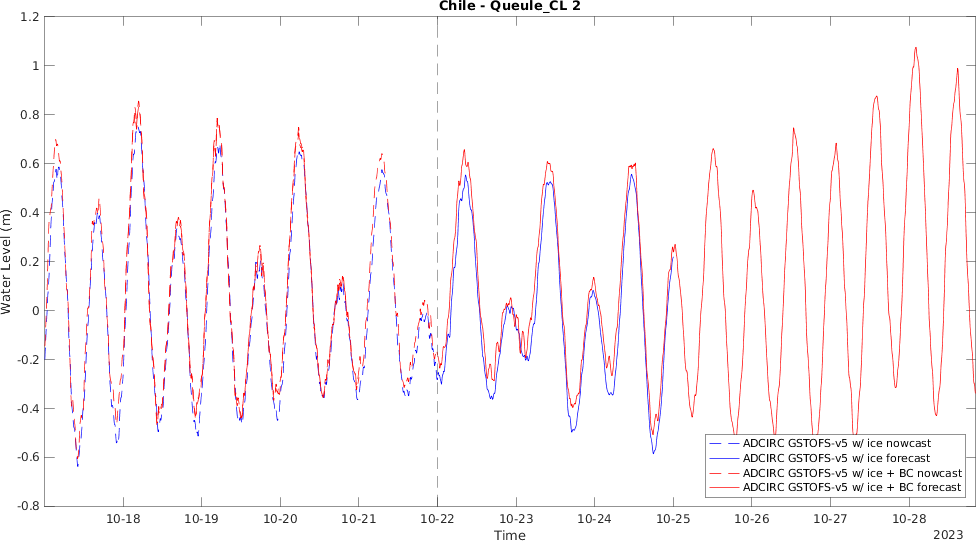 Chile - Queule_CL 2
1.2
1
0.8
0.6
0.4
0.2
0
-0.2
-0.4
-0.6
-0.8
Water Level (m)
ADCIRC GSTOFS-v5 w/ ice nowcast
ADCIRC GSTOFS-v5 w/ ice forecast
ADCIRC GSTOFS-v5 w/ ice + BC nowcast
ADCIRC GSTOFS-v5 w/ ice + BC forecast
10-18 10-19 10-20 10-21 10-22 10-23 10-24 10-25 10-26 10-27 10-28
Time
2023